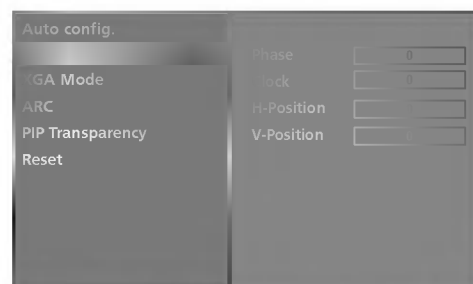 Auto config.
XGA Mode
ARC
PIP Transparency
Reset
Phase 0
Clock 0
H-Position
V-Position